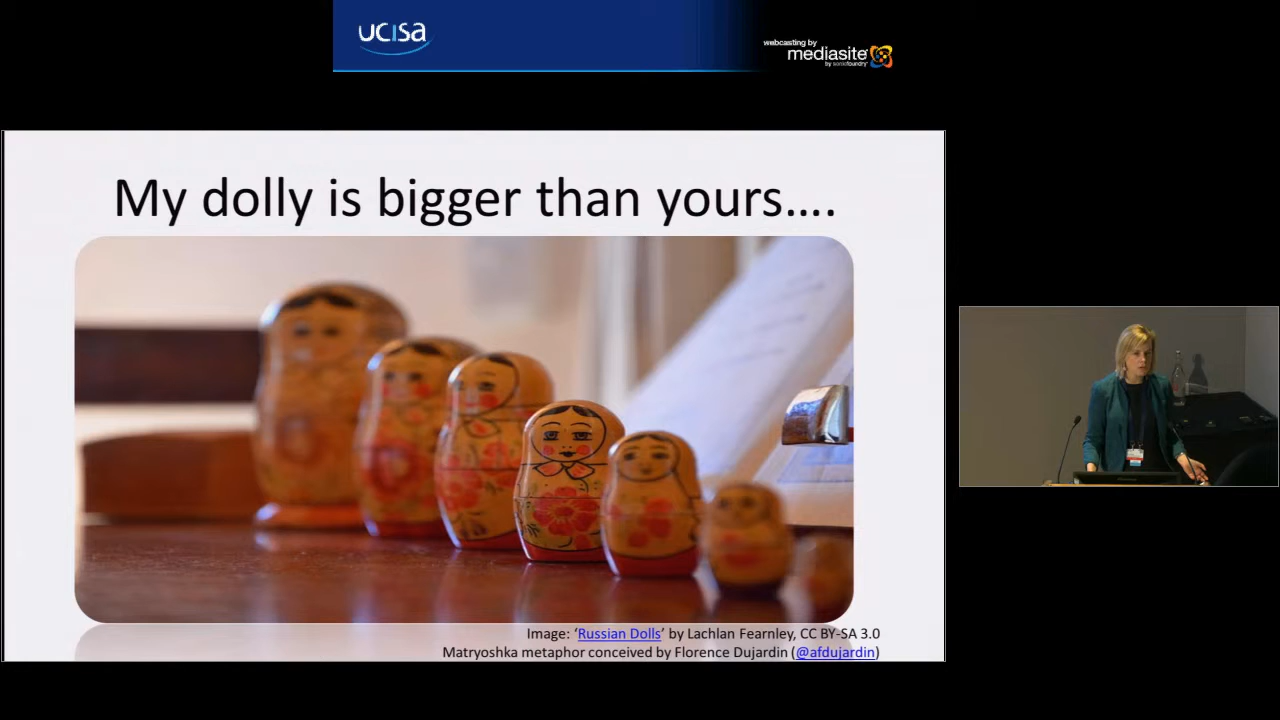 ucisa
webcasting by
mediasite
by sonicfoundry
My dolly is bigger than yours....
Image: ‘Russian Dolls’ by Lachlan Fearnley, CC BY-SA 3.0
Matryoshka metaphor conceived by Florence Dujardin (@afdujardin)